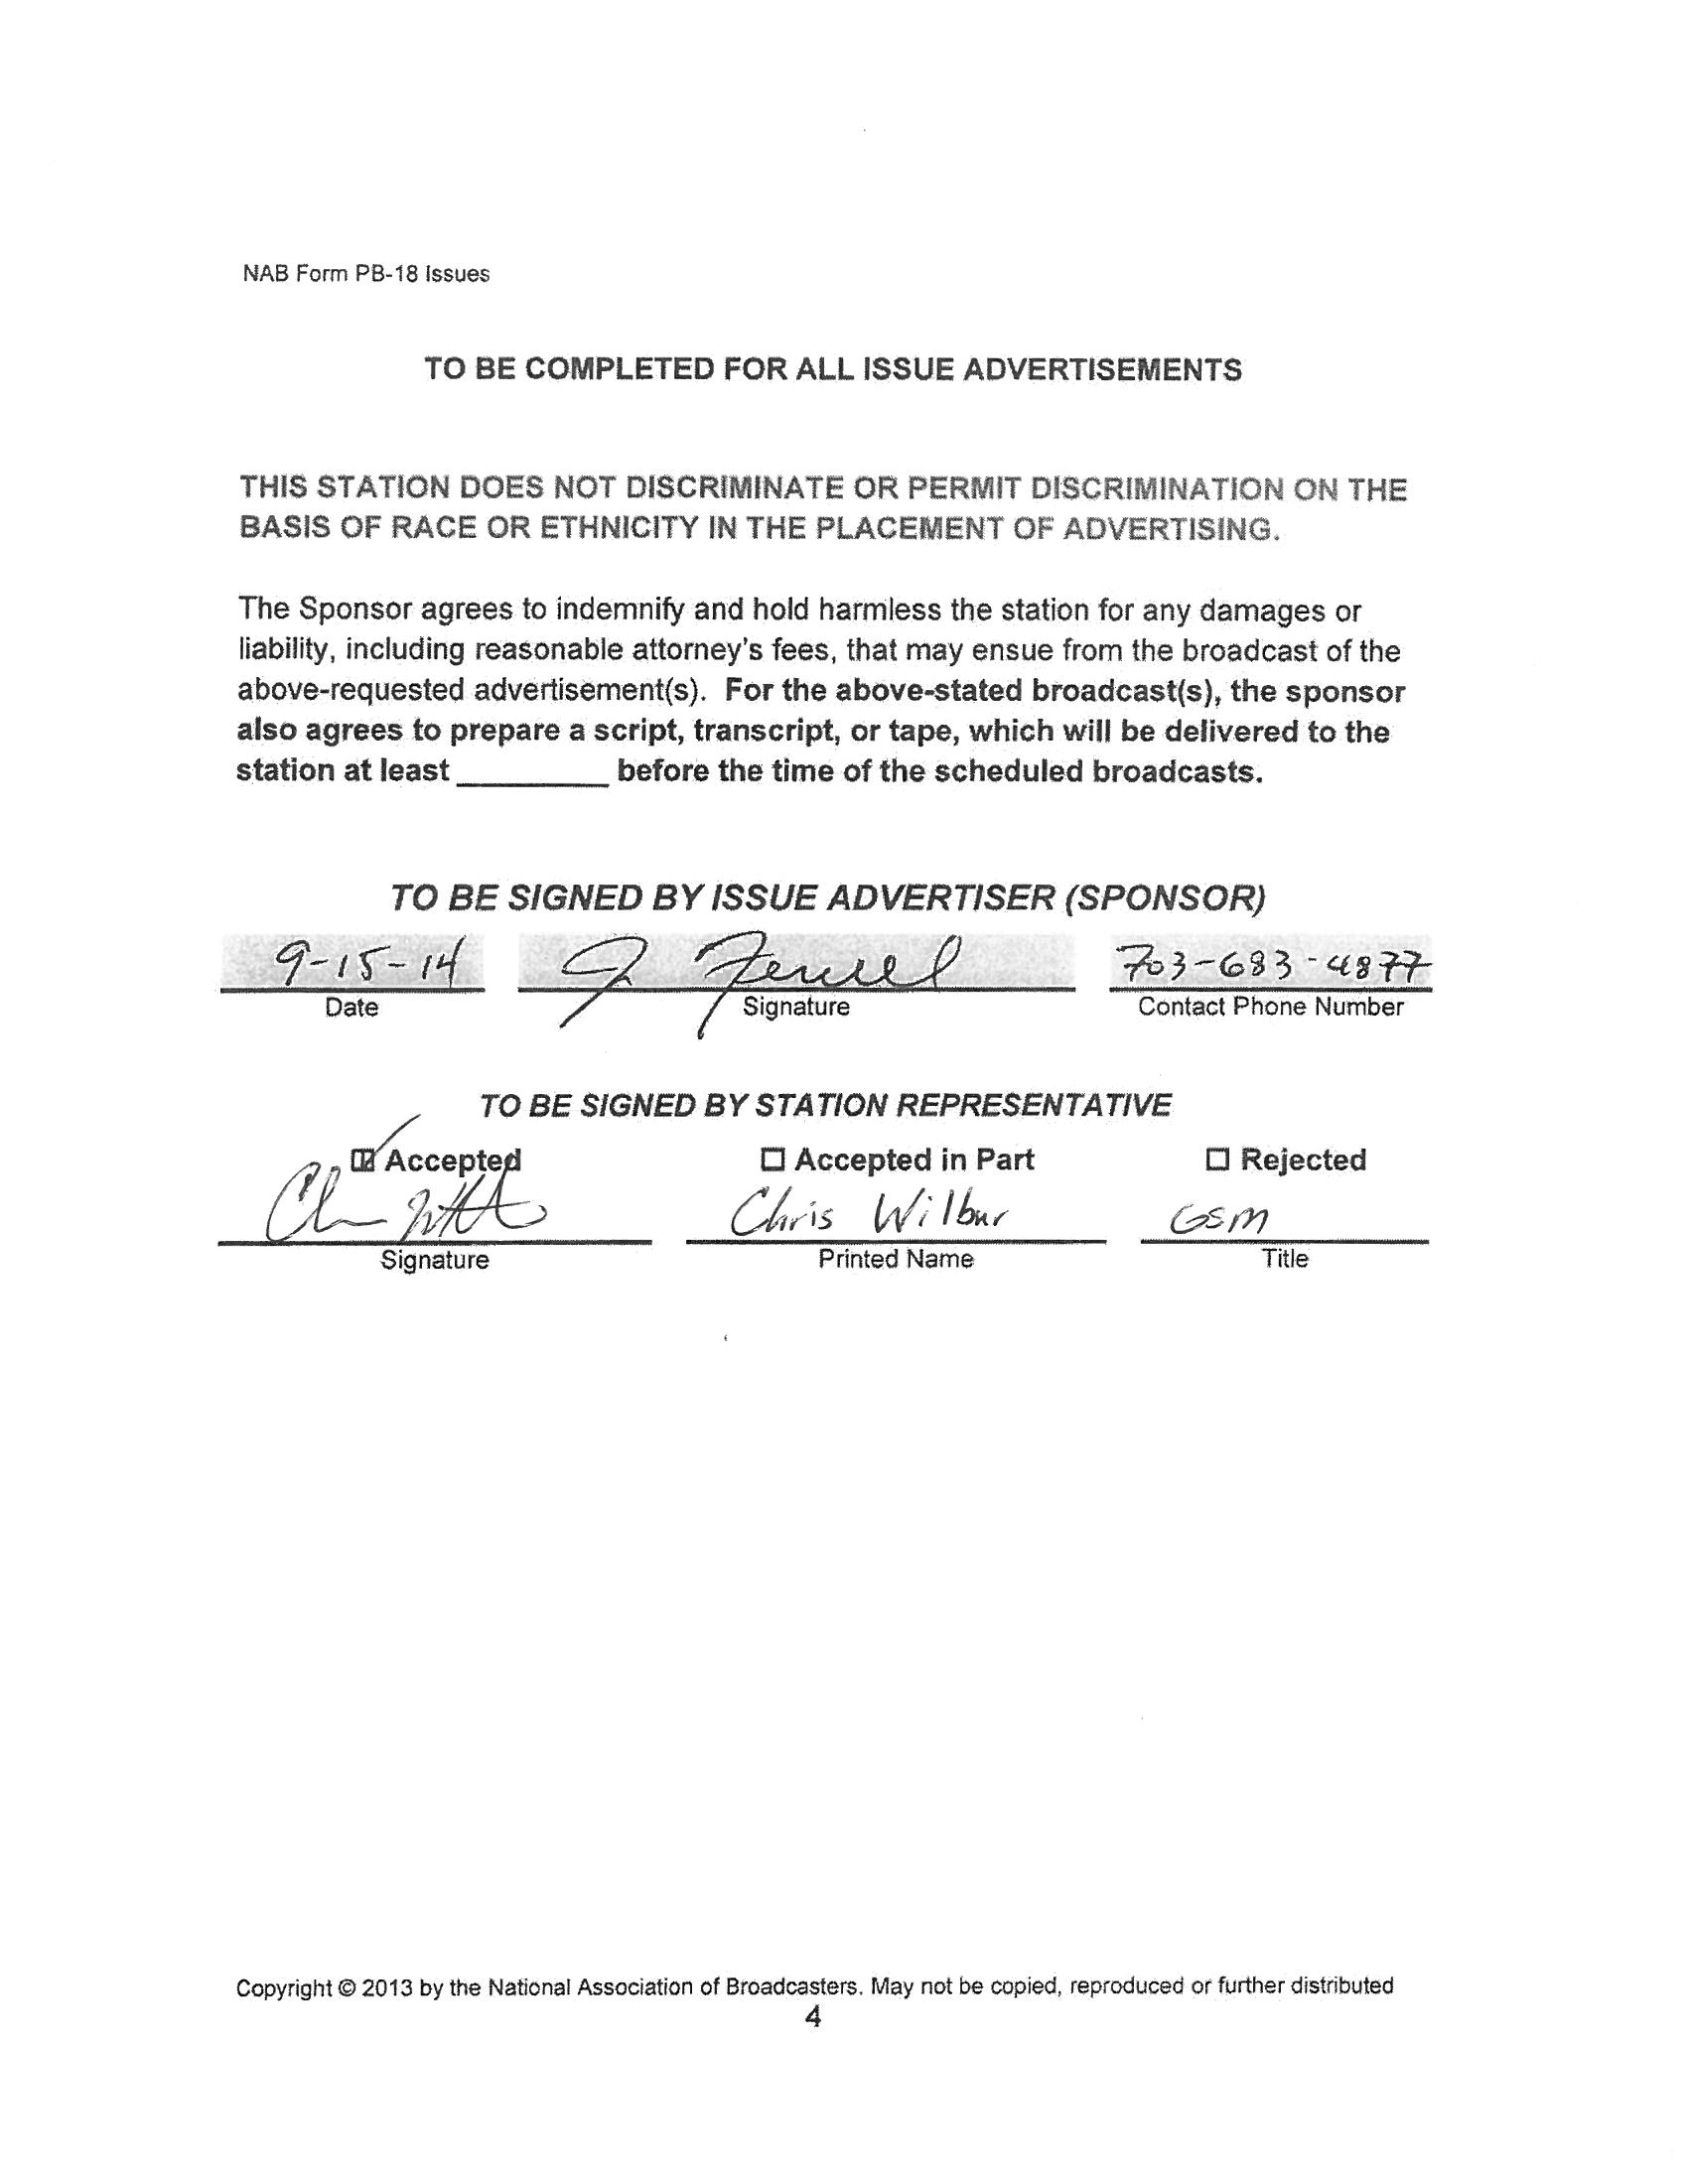 NAB Form PB-18 Issues
TO BE COMPLETED FOR ALL ISSUE ADVERTISEMENTS
THIS STATION DOES NOT DISCRIMINATE OR PERMIT DISCRIMINATION ON THE
BASIS OF RACE OR ETHNICITY IN THE PLACEMENT OF ADVERTISING.
The Sponsor agrees to indemnify and hold harmless the station for any damages or
liability, including reasonable attorney's fees, that may ensue from the broadcast of the
above-requested advertisement(s). For the above-stated broadcast(s), the sponsor
also agrees to prepare a script, transcript, or tape, which will be delivered to the
station at least _________ before the time of the scheduled broadcasts.
TO BE SIGNED BY ISSUE ADVERTISER (SPONSOR)
9-15-14 703-683-4877
Date Signature Contact Phone Number
TO BE SIGNED BY STATION REPRESENTATIVE
☑ Accepted ☐ Accepted in Part ☐ Rejected
Chris Wilbur GSM
Signature Printed Name Title
Copyright © 2013 by the National Association of Broadcasters. May not be copied, reproduced or further distributed
4